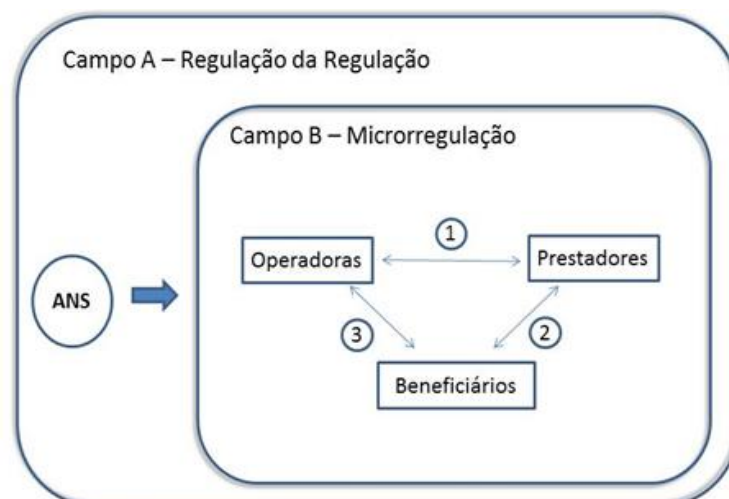 Campo A – Regulação da Regulação
Campo B – Microrregulação
1
Operadoras
Prestadores
ANS
3
2
Beneficiários